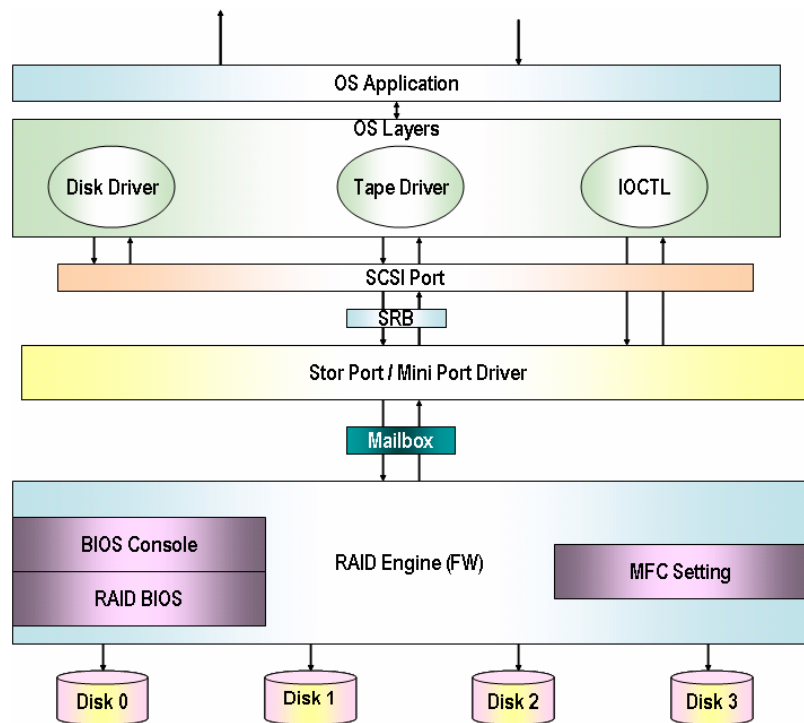 OS Application
OS Layers
Disk Driver
Tape Driver
IOCTL
SCSI Port
SRB
Stor Port / Mini Port Driver
Mailbox
BIOS Console
RAID Engine (FW)
MFC Setting
RAID BIOS
Disk 0
Disk 1
Disk 2
Disk 3